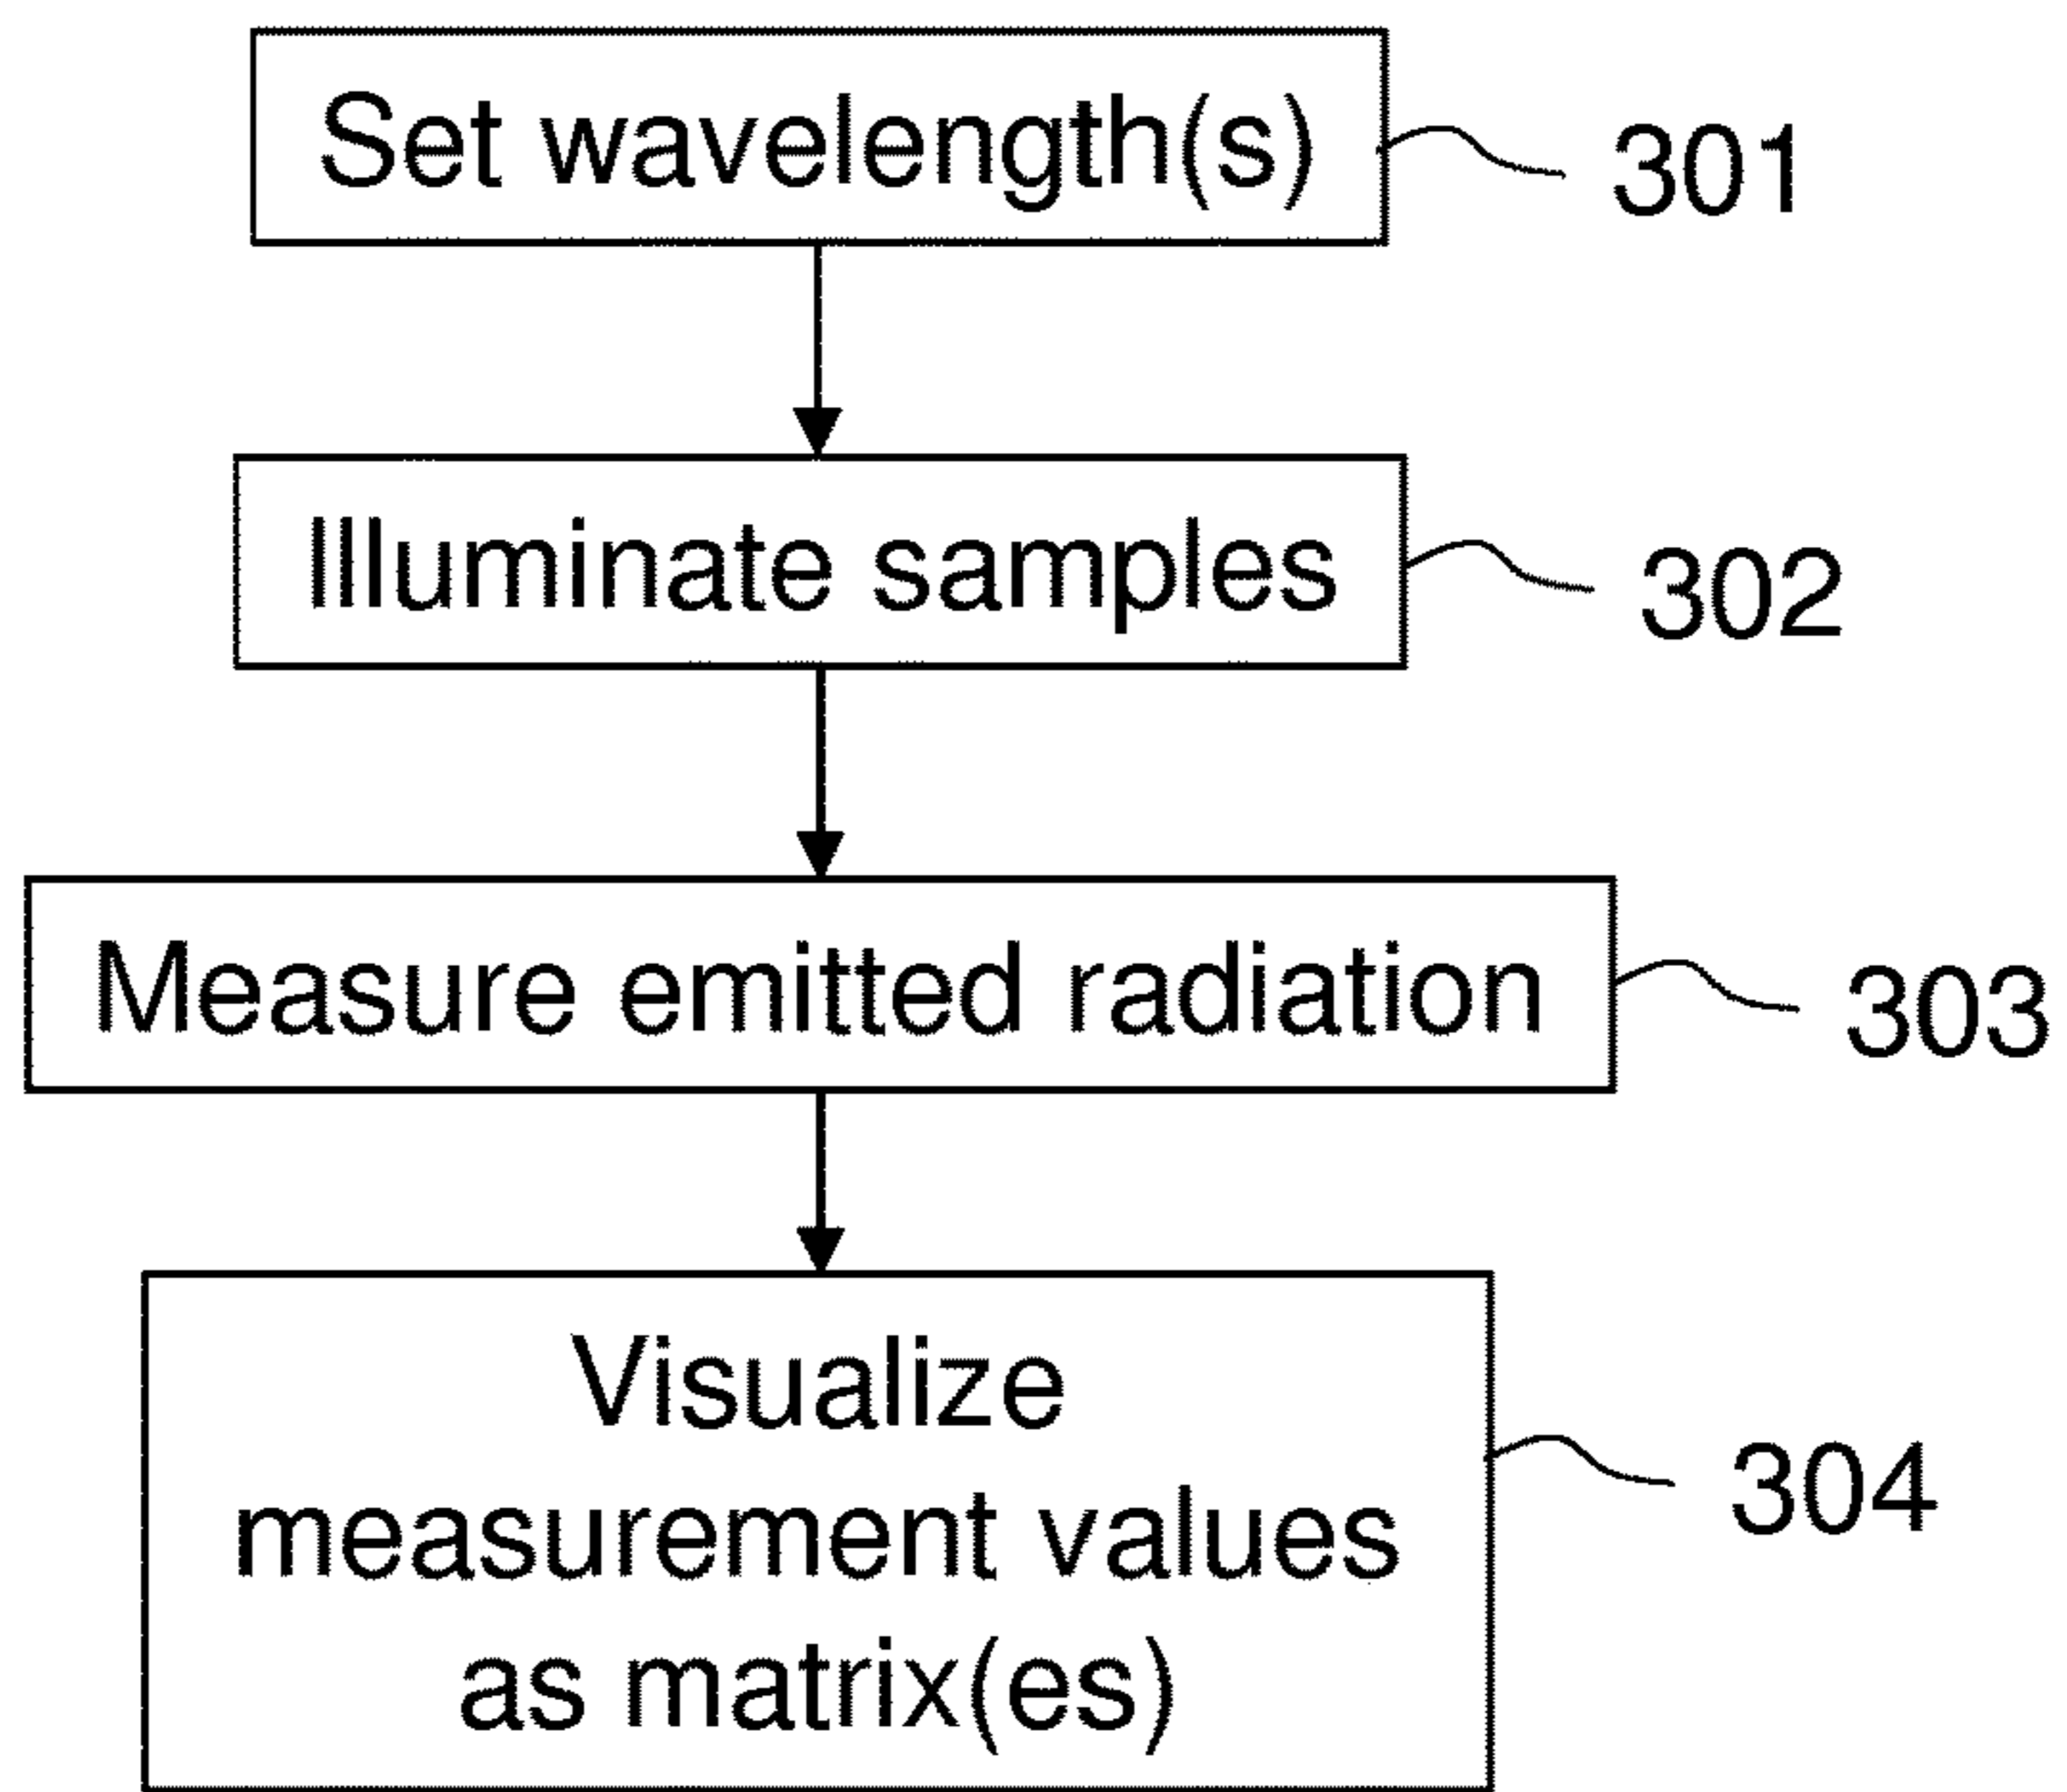 Set wavelength(s)
301
Illuminate samples
302
Measure emitted radiation
303
Visualize
measurement values
as matrix(es)
304